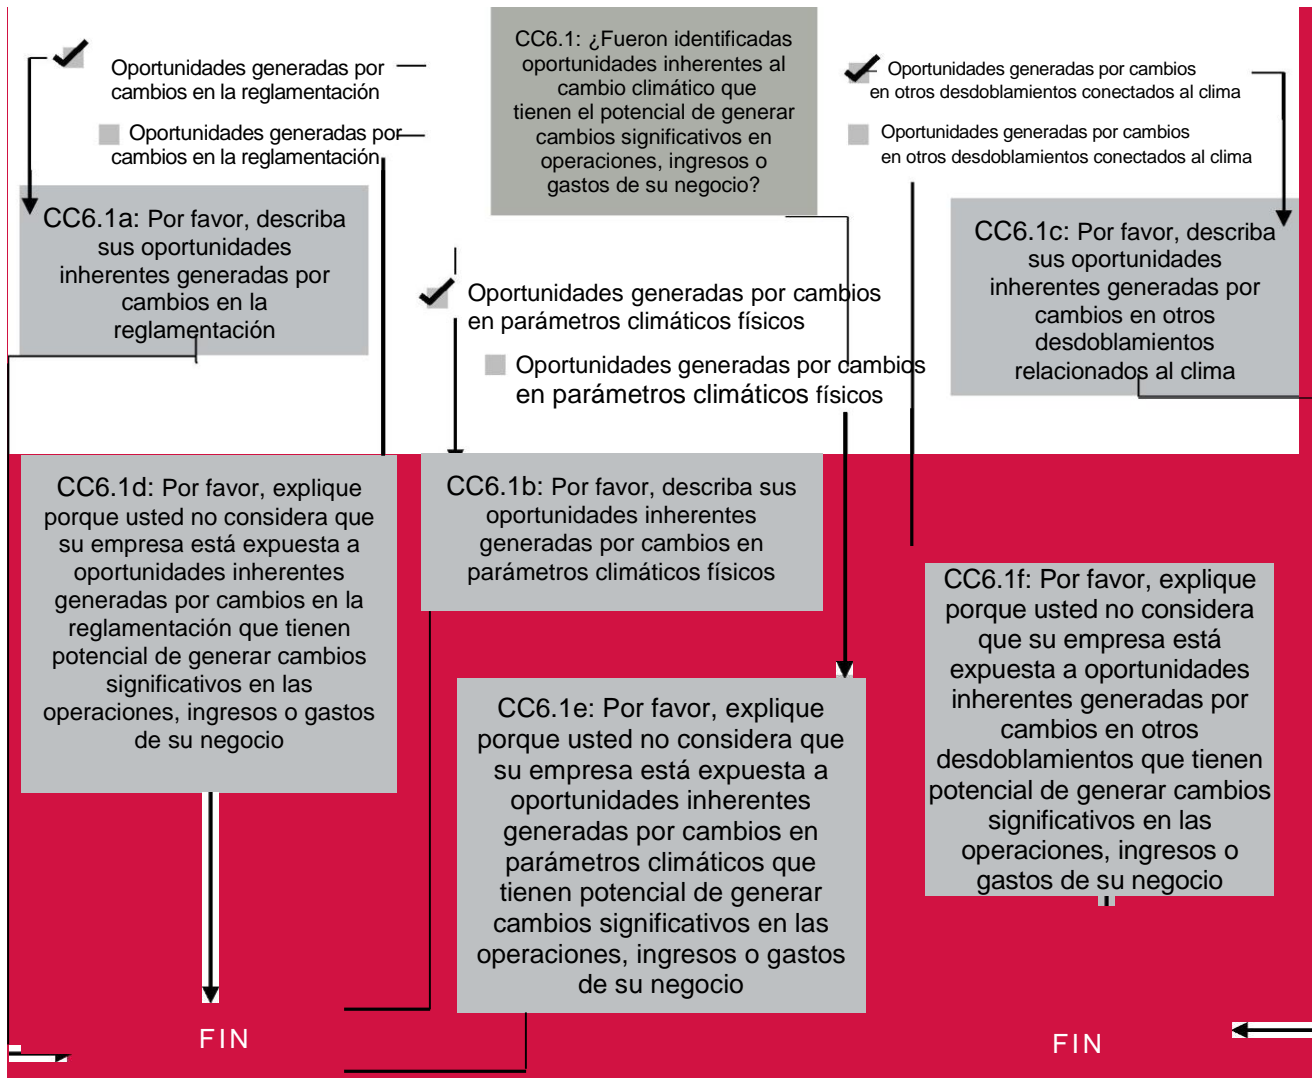 Oportunidades generadas por
cambios en la reglamentación
Oportunidades generadas por
cambios en la reglamentación
CC6.1: ¿Fueron identificadas
oportunidades inherentes al
cambio climático que
tienen el potencial de generar
cambios significativos en
operaciones, ingresos o
gastos de su negocio?
Oportunidades generadas por cambios
en otros desdoblamientos conectados al clima
Oportunidades generadas por cambios
en otros desdoblamientos conectados al clima
CC6.1a: Por favor, describa
sus oportunidades
inherentes generadas por
cambios en la
reglamentación
Oportunidades generadas por cambios
en parámetros climáticos físicos
Oportunidades generadas por cambios
en parámetros climáticos físicos
CC6.1c: Por favor, describa
sus oportunidades
inherentes generadas por
cambios en otros
desdoblamientos
relacionados al clima
CC6.1d: Por favor, explique
porque usted no considera que
su empresa está expuesta a
oportunidades inherentes
generadas por cambios en la
reglamentación que tienen
potencial de generar cambios
significativos en las
operaciones, ingresos o gastos
de su negocio
CC6.1b: Por favor, describa sus
oportunidades inherentes
generadas por cambios en
parámetros climáticos físicos
CC6.1e: Por favor, explique
porque usted no considera que
su empresa está expuesta a
oportunidades inherentes
generadas por cambios en
parámetros climáticos que
tienen potencial de generar
cambios significativos en las
operaciones, ingresos o gastos
de su negocio
CC6.1f: Por favor, explique
porque usted no considera
que su empresa está
expuesta a oportunidades
inherentes generadas por
cambios en otros
desdoblamientos que tienen
potencial de generar cambios
significativos en las
operaciones, ingresos o
gastos de su negocio
FIN
FIN